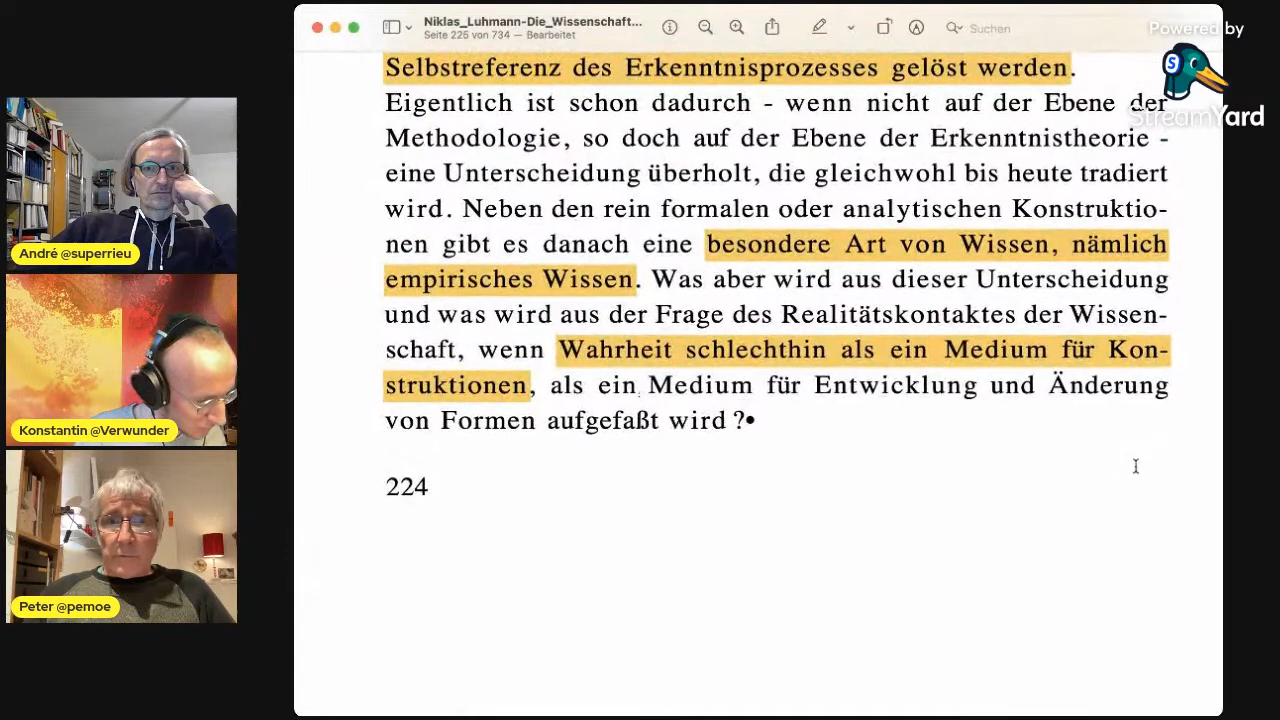 Niklas_Luhmann-Die_Wissenschaft...
Seite 225 von 734 — Bearbeitet
Suchen
Powered by
StreamYard
Selbstreferenz des Erkenntnisprozesses gelöst werden.
Eigentlich ist schon dadurch - wenn nicht auf der Ebene der
Methodologie, so doch auf der Ebene der Erkenntnistheorie -
eine Unterscheidung überholt, die gleichwohl bis heute tradiert
wird. Neben den rein formalen oder analytischen Konstruktio-
nen gibt es danach eine besondere Art von Wissen, nämlich
empirisches Wissen. Was aber wird aus dieser Unterscheidung
und was wird aus der Frage des Realitätskontaktes der Wissen-
schaft, wenn Wahrheit schlechthin als ein Medium für Kon-
struktionen, als ein Medium für Entwicklung und Änderung
von Formen aufgefaßt wird ?•
224
André @superrieu
Konstantin @Verwunder
Peter @pemoe